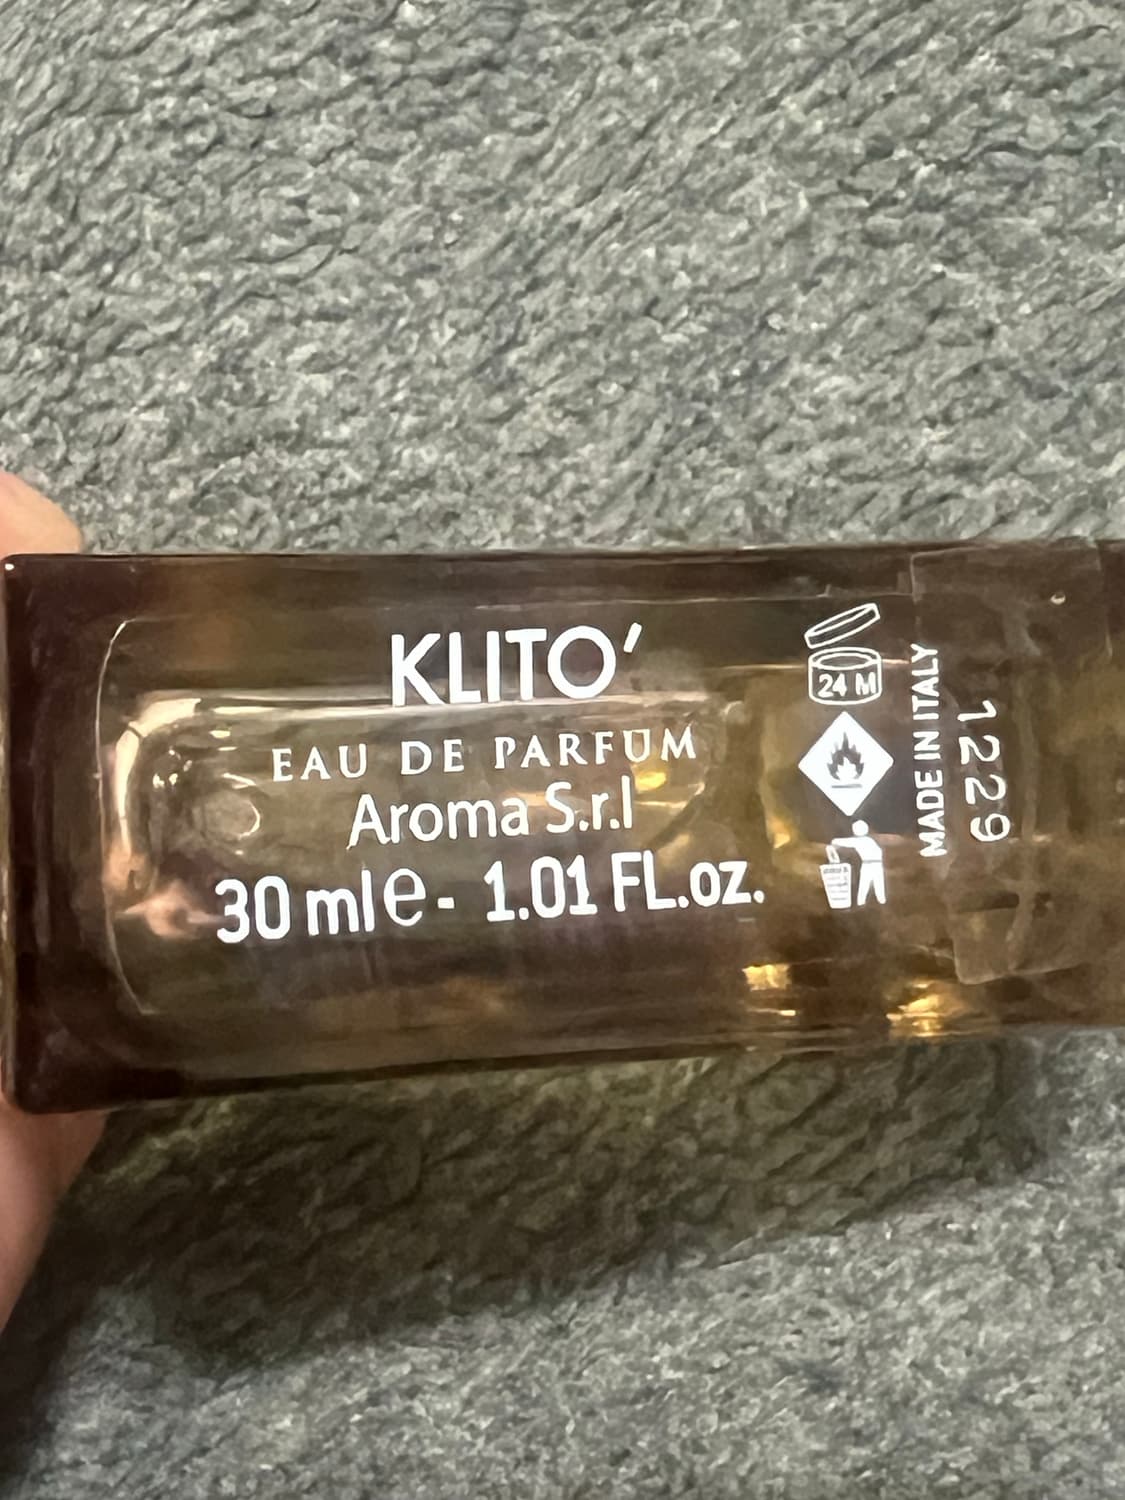 KLITO'
EAU DE PARFUM
Aroma S.r.l
30 ml e - 1.01 FL.oz.
24 M
MADE IN ITALY
1229